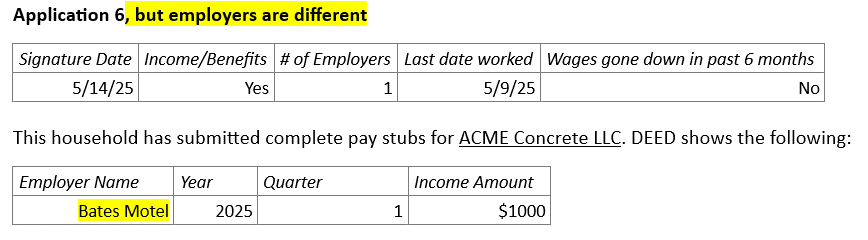 Application 6, but employers are different
Signature Date Income/Benefits # of Employers Last date worked Wages gone down in past 6 months
5/14/25 Yes 1 5/9/25 No
This household has submitted complete pay stubs for ACME Concrete LLC. DEED shows the following:
Employer Name Year Quarter Income Amount
Bates Motel 2025 1 $1000